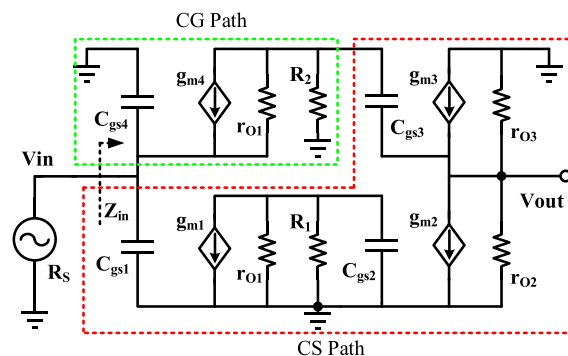 CG Path
gm4
R2
gm3
Cgs4
rO1
Cgs3
rO3
Vin
Zin
gm1
R1
gm2
Vout
RS
Cgs1
rO1
Cgs2
rO2
CS Path